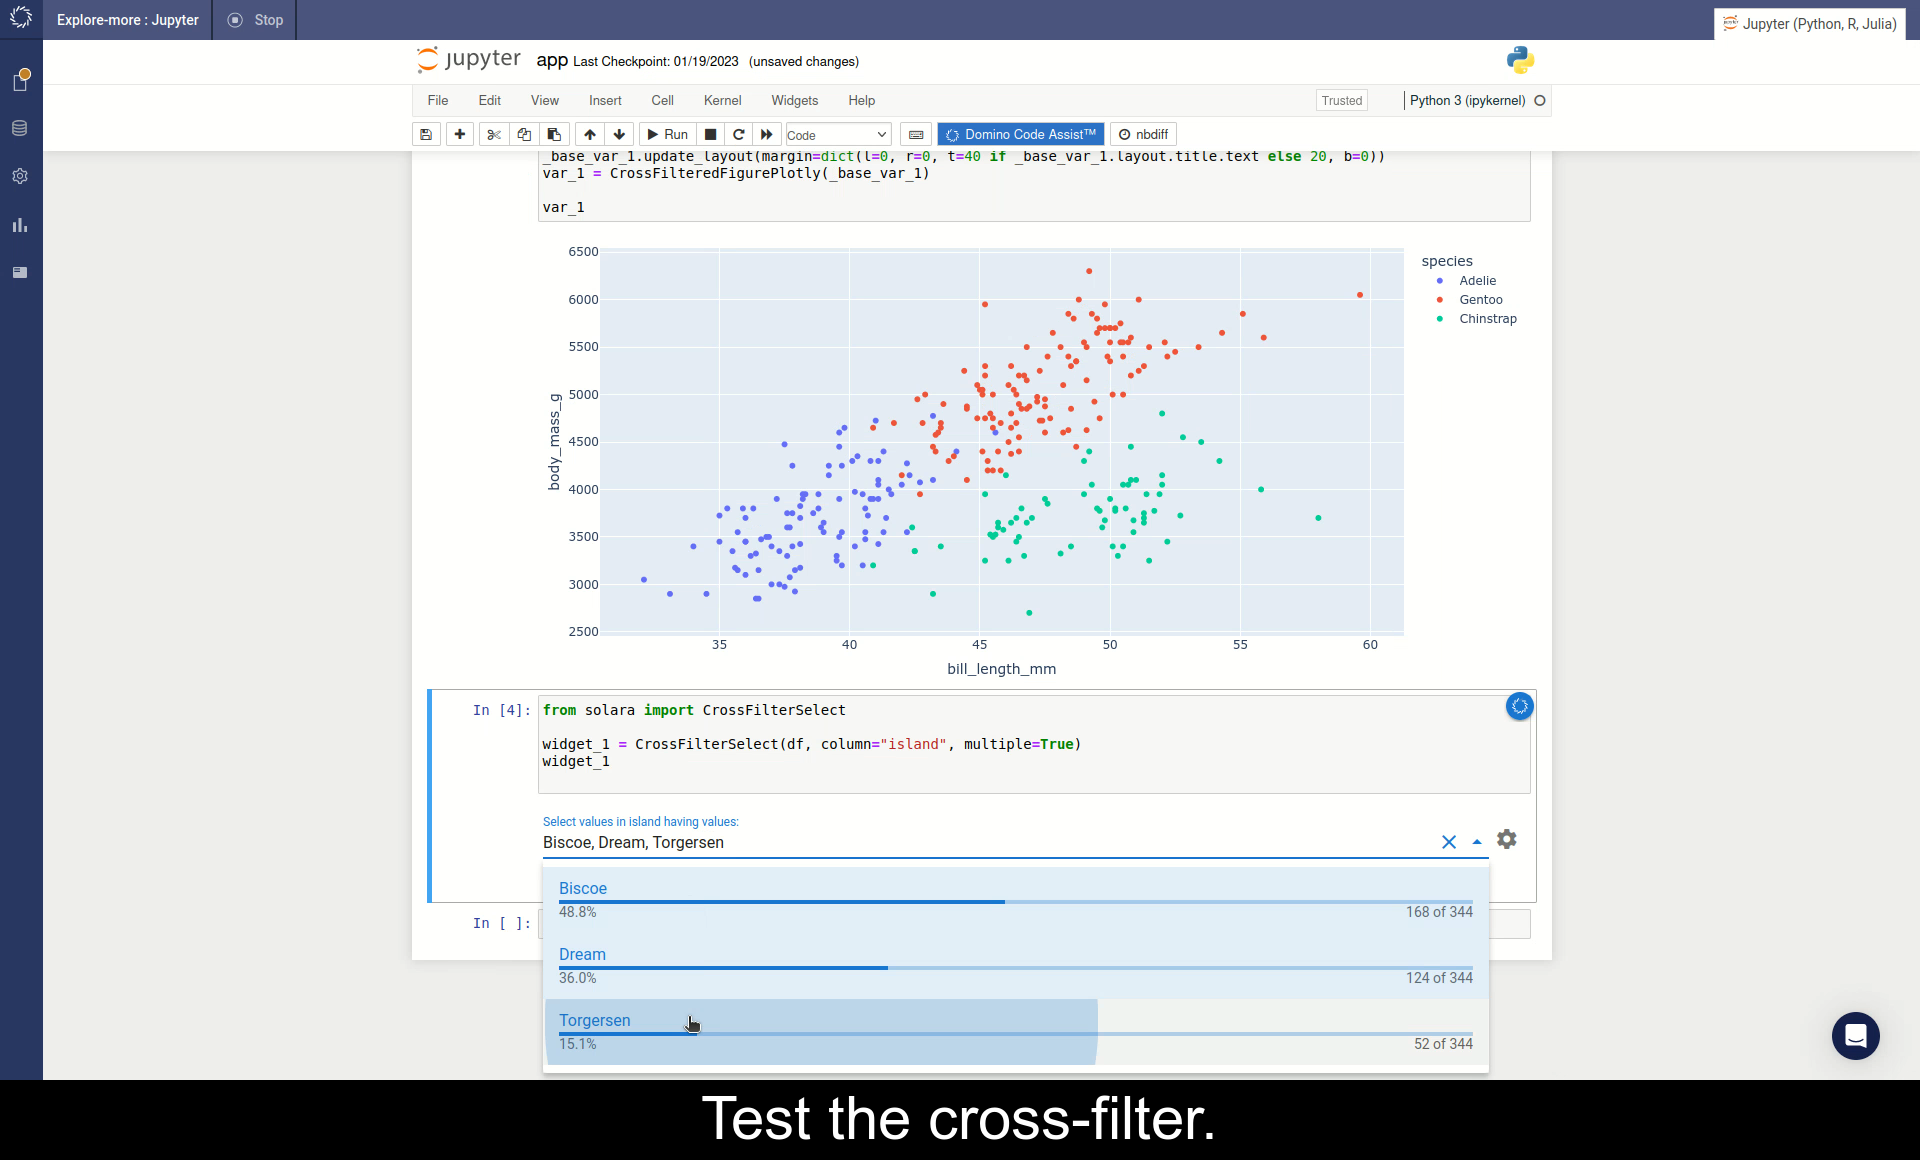 Explore-more : Jupyter
Stop
Jupyter (Python, R, Julia)
jupyter app Last Checkpoint: 01/19/2023 (unsaved changes)
File Edit View Insert Cell Kernel Widgets Help
Trusted
Python 3 (ipykernel)
Run
Code
Domino Code Assist™
nbdiff
_base_var_1.update_layout(margin=dict(l=0, r=0, t=40 if _base_var_1.layout.title.text else 20, b=0))
var_1 = CrossFilteredFigurePlotly(_base_var_1)
var_1
6500
6000
5500
5000
4500
4000
3500
3000
2500
body_mass_g
35 40 45 50 55 60
bill_length_mm
species
Adelie
Gentoo
Chinstrap
In [4]:
from solara import CrossFilterSelect
widget_1 = CrossFilterSelect(df, column="island", multiple=True)
widget_1
Select values in island having values:
Biscoe, Dream, Torgersen
Biscoe
48.8% 168 of 344
Dream
36.0% 124 of 344
Torgersen
15.1% 52 of 344
In [ ]:
Test the cross-filter.